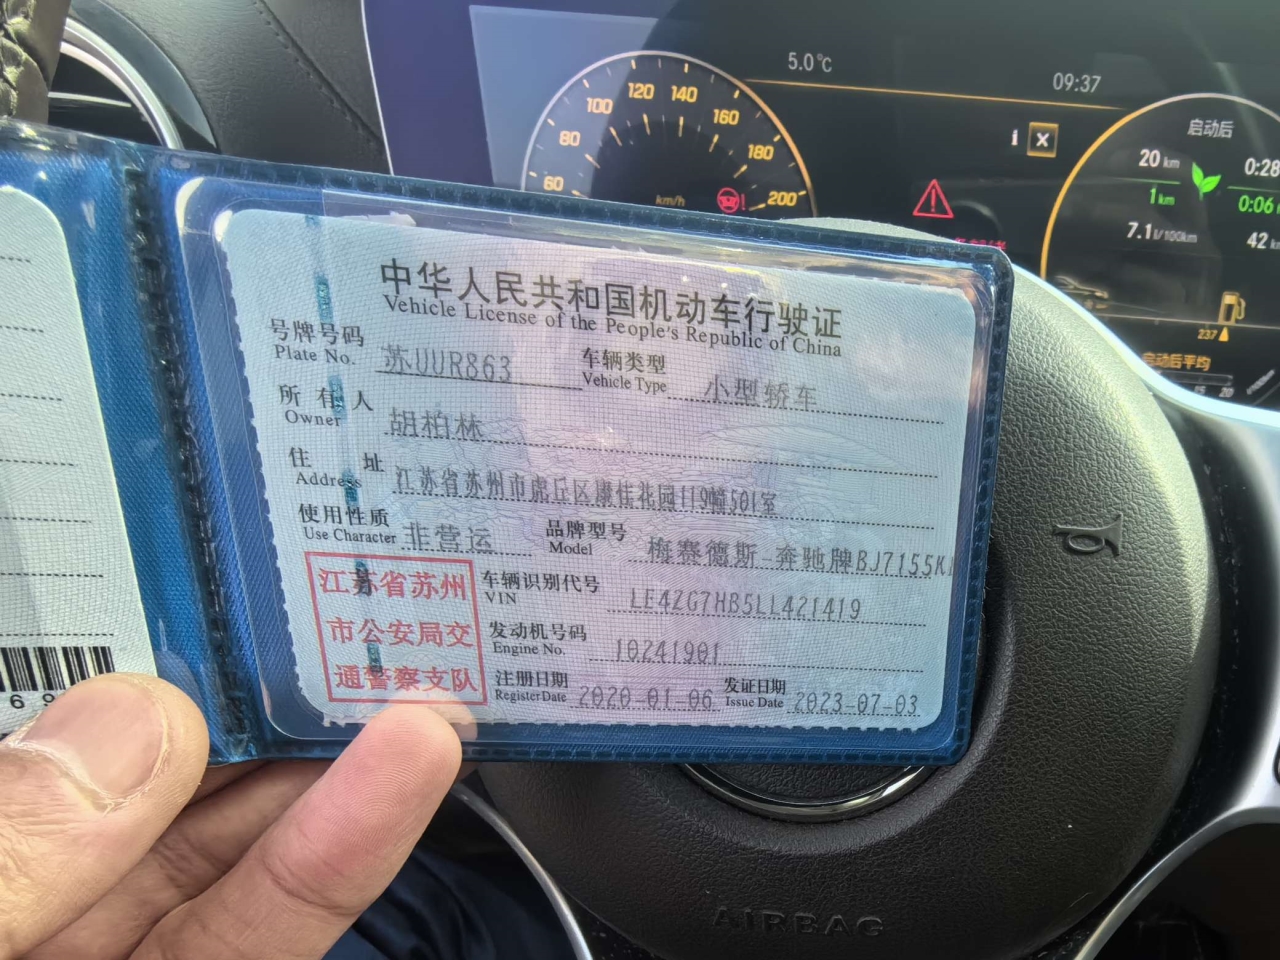 5.0℃
09:37
60 80 100 120 140 160 180 200
km/h
i
启动后
20 km
0:28
1 km
0:06
7.1 l/100km
42
237
启动后平均
中华人民共和国机动车行驶证
Vehicle License of the People's Republic of China
号牌号码 苏UUR863 车辆类型 小型轿车
Plate No. Vehicle Type
所有人 胡柏林
Owner
住址 江苏省苏州市虎丘区康佳花园119幢501室
Address
使用性质 非营运 品牌型号 梅赛德斯-奔驰牌BJ7155K
Use Character Model
江苏省苏州
市公安局交
通警察支队
车辆识别代号 LE4ZG7HB5LL421419
VIN
发动机号码 10241901
Engine No.
注册日期 2020-01-06 发证日期 2023-07-03
Register Date Issue Date
6 9
AIRBAG